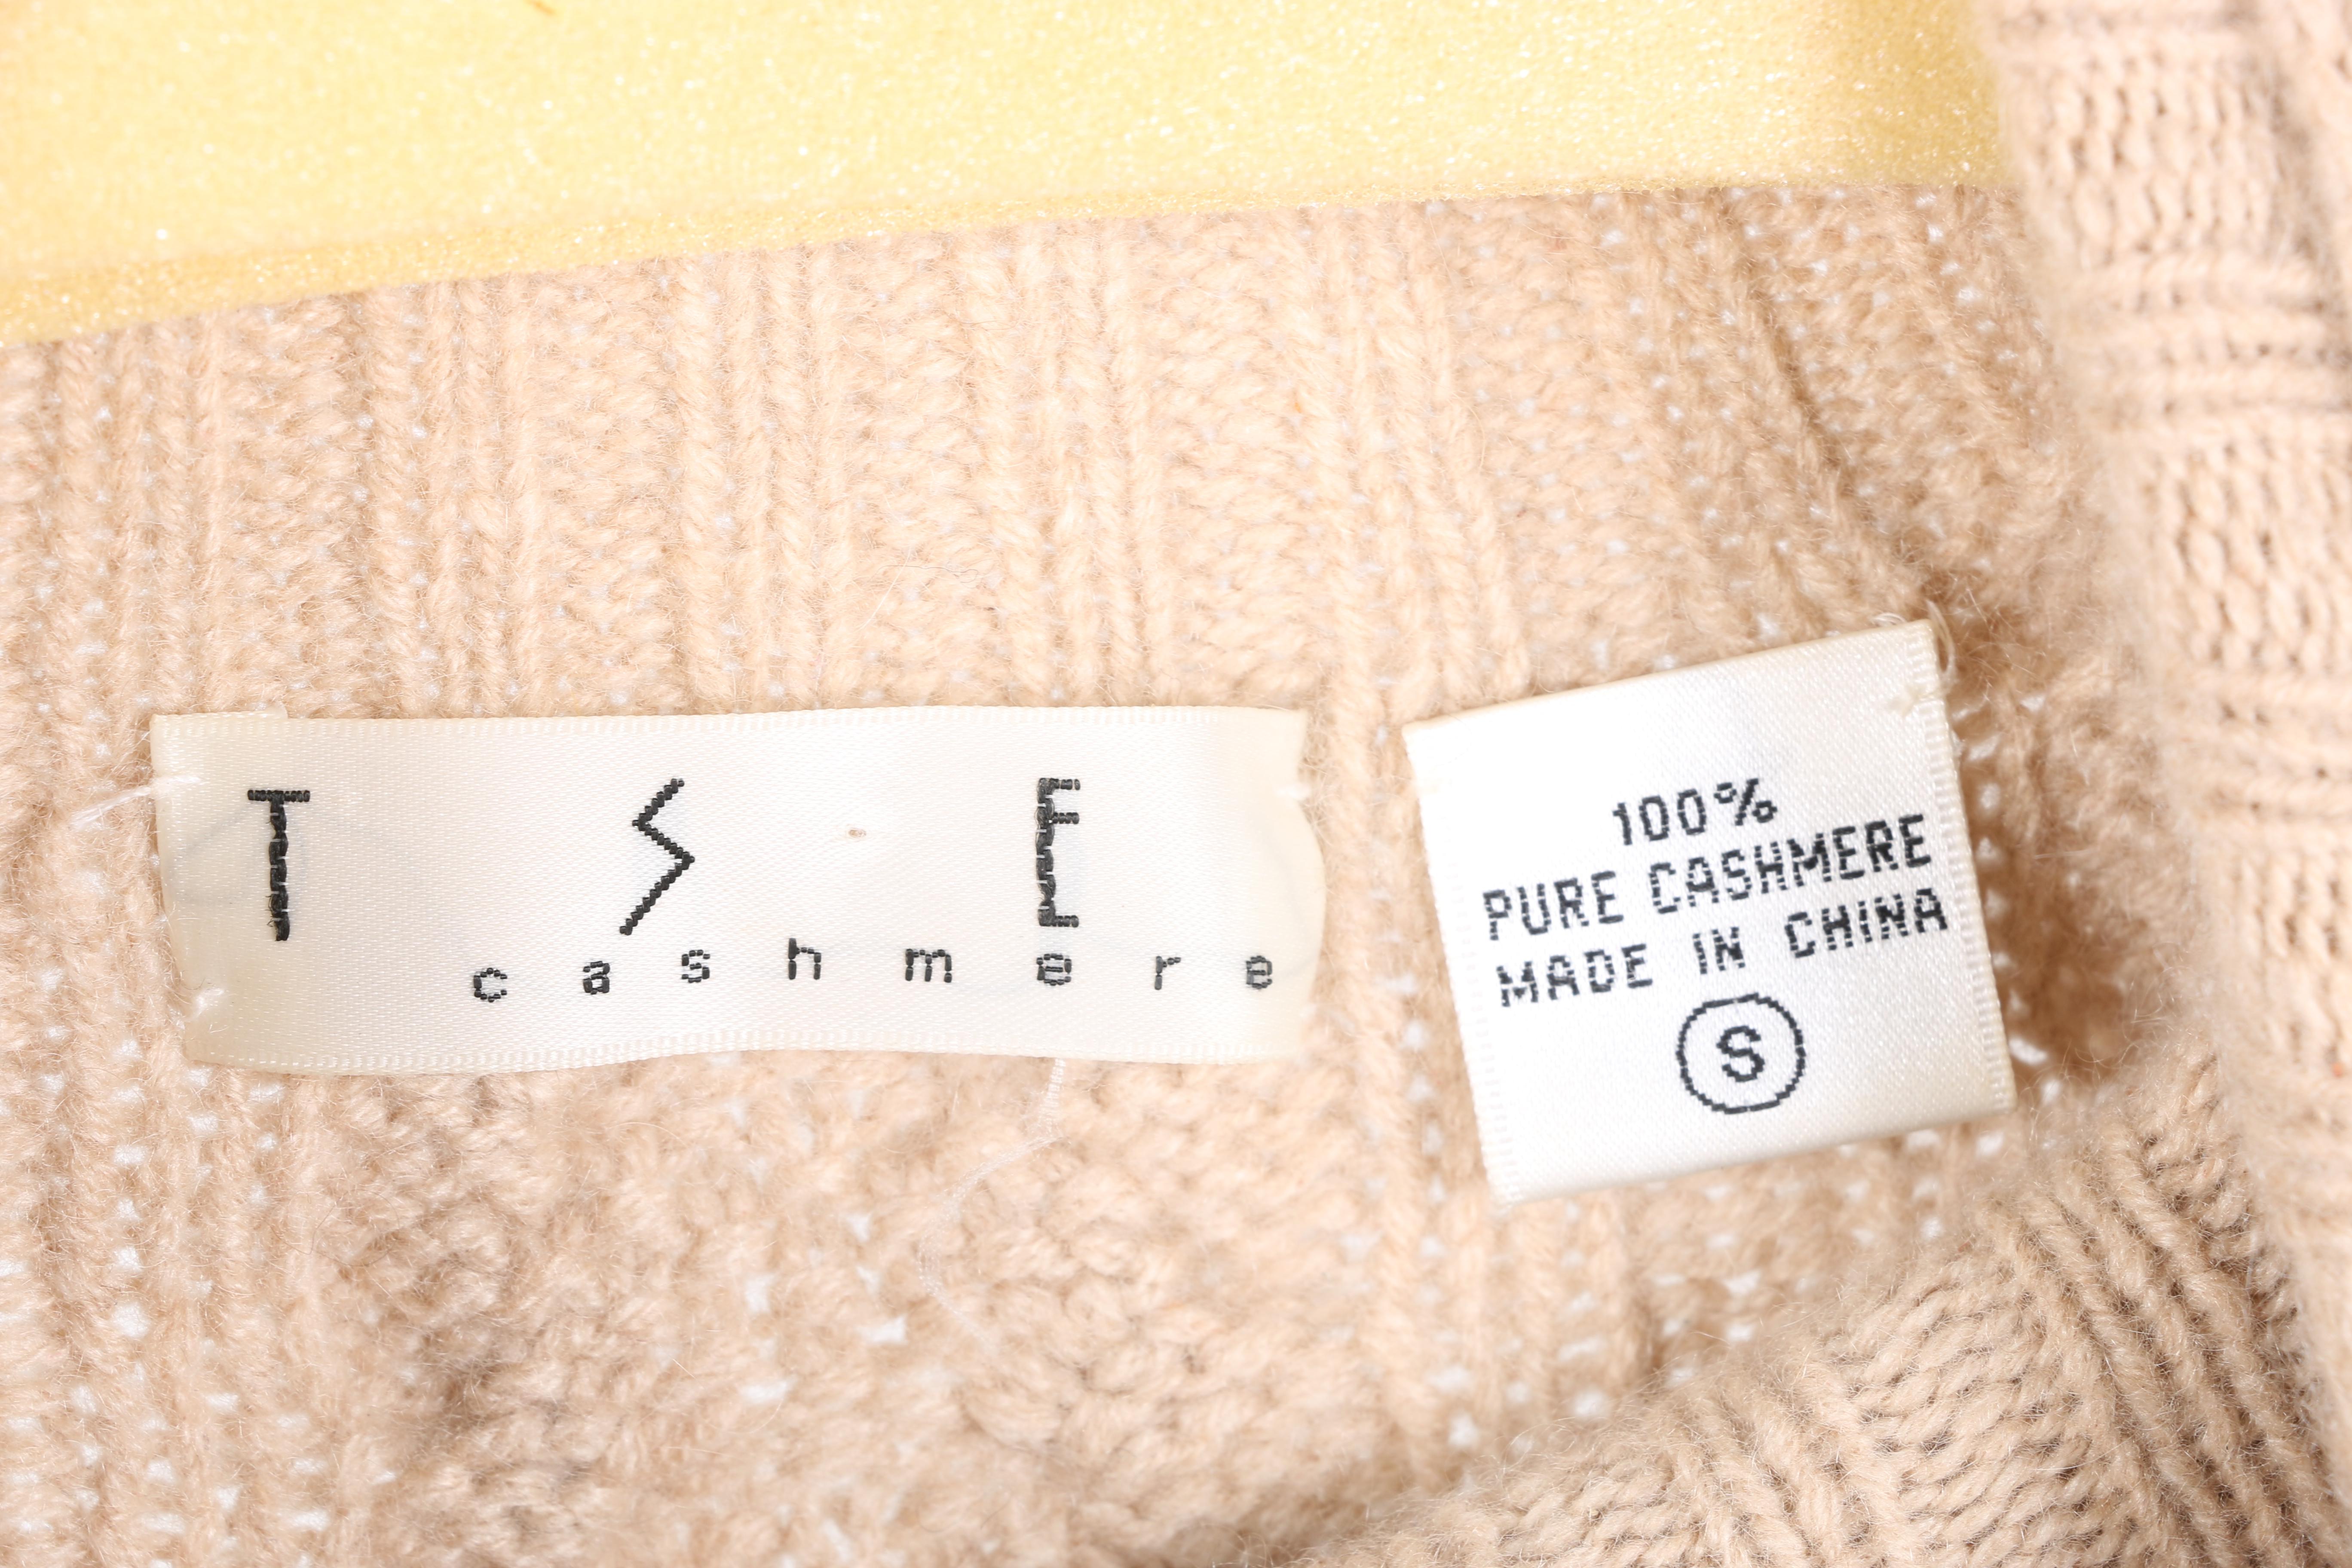 T S E
cashmere
100%
PURE CASHMERE
MADE IN CHINA
S